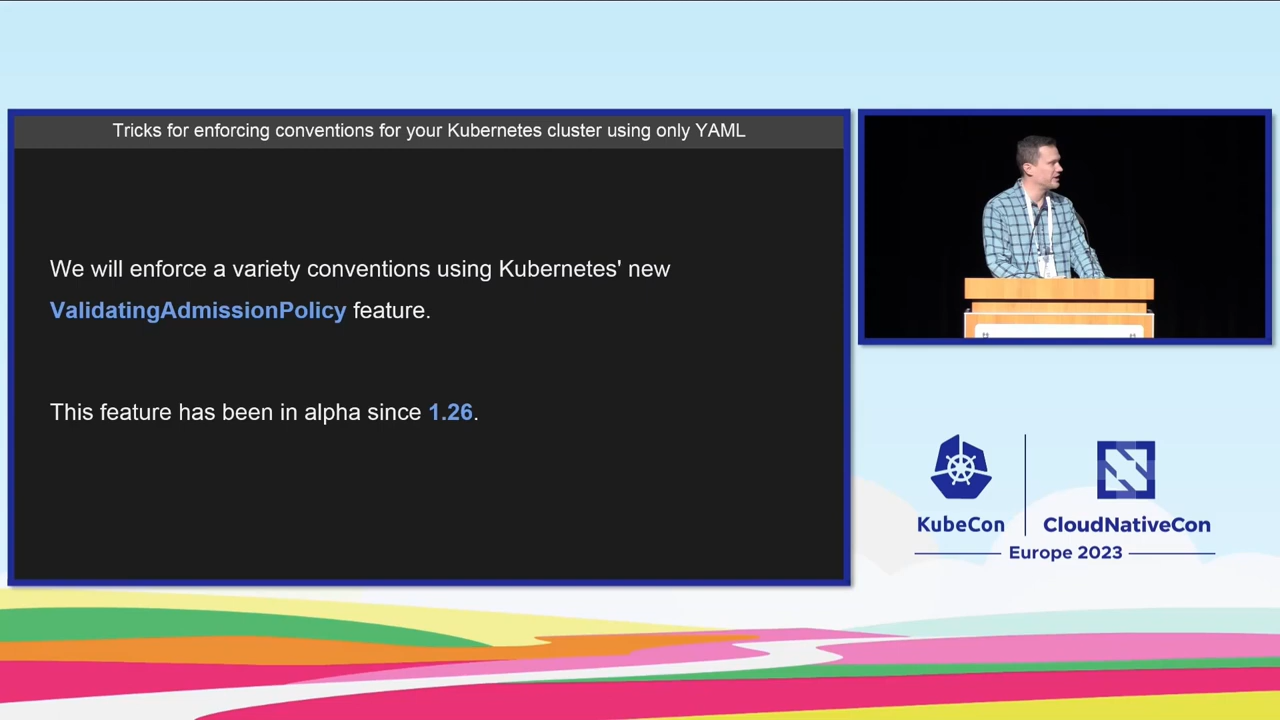 Tricks for enforcing conventions for your Kubernetes cluster using only YAML
We will enforce a variety conventions using Kubernetes' new
ValidatingAdmissionPolicy feature.
This feature has been in alpha since 1.26.
KubeCon
CloudNativeCon
Europe 2023